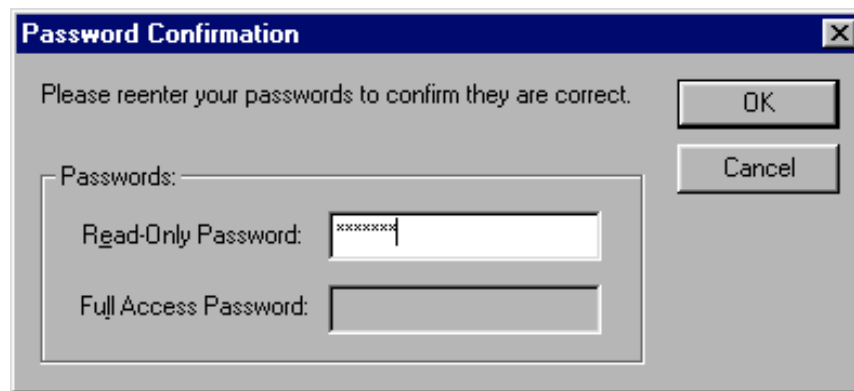 Password Confirmation
Please reenter your passwords to confirm they are correct.
OK
Cancel
Passwords:
Read-Only Password: *******
Full Access Password: